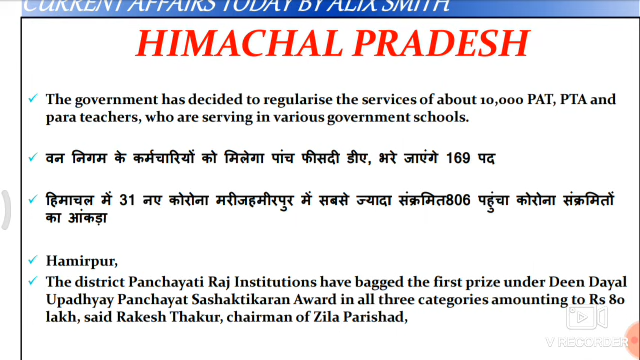 CURRENT AFFAIRS TODAY BY ALIX SMITH
HIMACHAL PRADESH
The government has decided to regularise the services of about 10,000 PAT, PTA and
para teachers, who are serving in various government schools.
वन निगम के कर्मचारियों को मिलेगा पांच फीसदी डीए, भरे जाएंगे 169 पद
हिमाचल में 31 नए कोरोना मरीजहमीरपुर में सबसे ज्यादा संक्रमित806 पहुंचा कोरोना संक्रमितों
का आंकड़ा
Hamirpur,
The district Panchayati Raj Institutions have bagged the first prize under Deen Dayal
Upadhyay Panchayat Sashaktikaran Award in all three categories amounting to Rs 80
lakh, said Rakesh Thakur, chairman of Zila Parishad,
V RECORDER